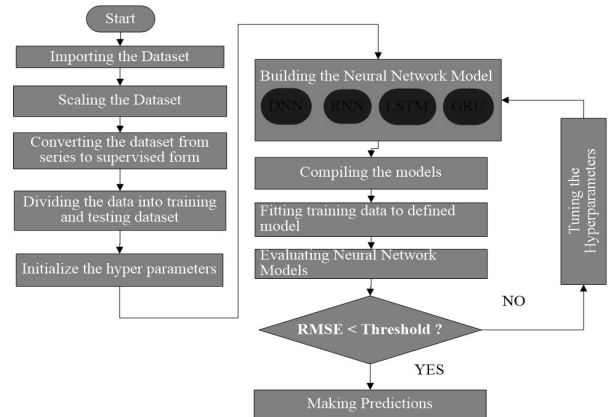 Start
Importing the Dataset
Scaling the Dataset
Converting the dataset from
series to supervised form
Dividing the data into training
and testing dataset
Initialize the hyper parameters
Building the Neural Network Model
DNN
RNN
LSTM
GRU
Compiling the models
Fitting training data to defined
model
Evaluating Neural Network
Models
RMSE < Threshold ?
NO
Tuning the
Hyperparameters
YES
Making Predictions